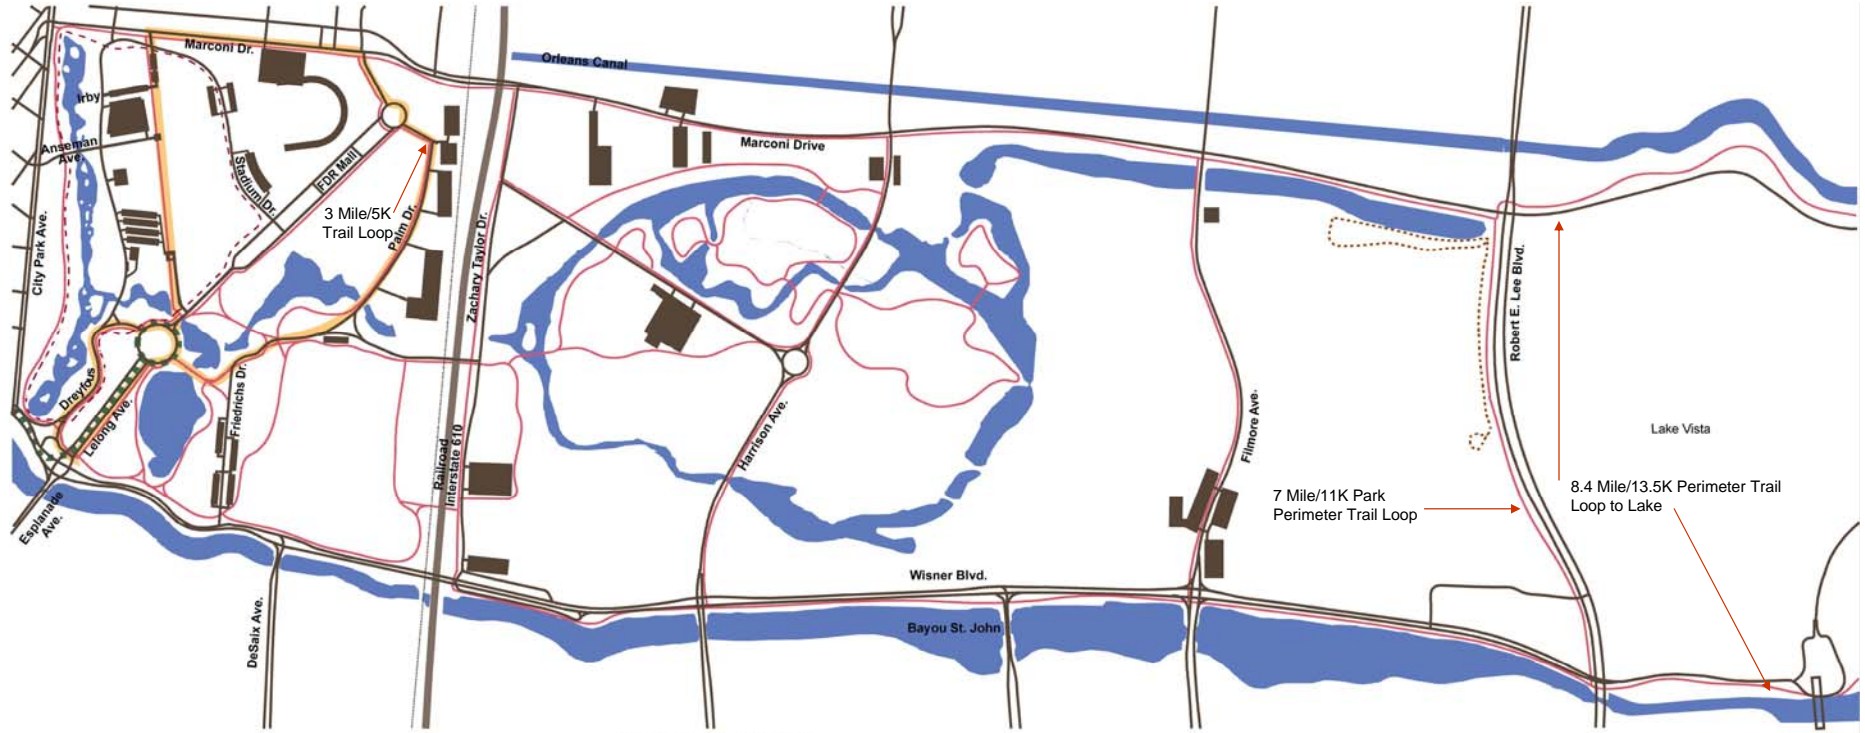 Marconi Dr.
Orleans Canal
Irby
Anseman
Ave.
Stadium Dr.
FDR Mall
3 Mile/5K
Trail Loop
Palm Dr.
City Park Ave.
Zachary Taylor Dr.
Marconi Drive
Robert E. Lee Blvd.
Dreyfous
Lelong Ave.
Friedrichs Dr.
Railroad
Interstate 610
Harrison Ave.
Filmore Ave.
Lake Vista
7 Mile/11K Park
Perimeter Trail Loop
8.4 Mile/13.5K Perimeter Trail
Loop to Lake
Esplanade
Ave.
DeSaix Ave.
Wisner Blvd.
Bayou St. John